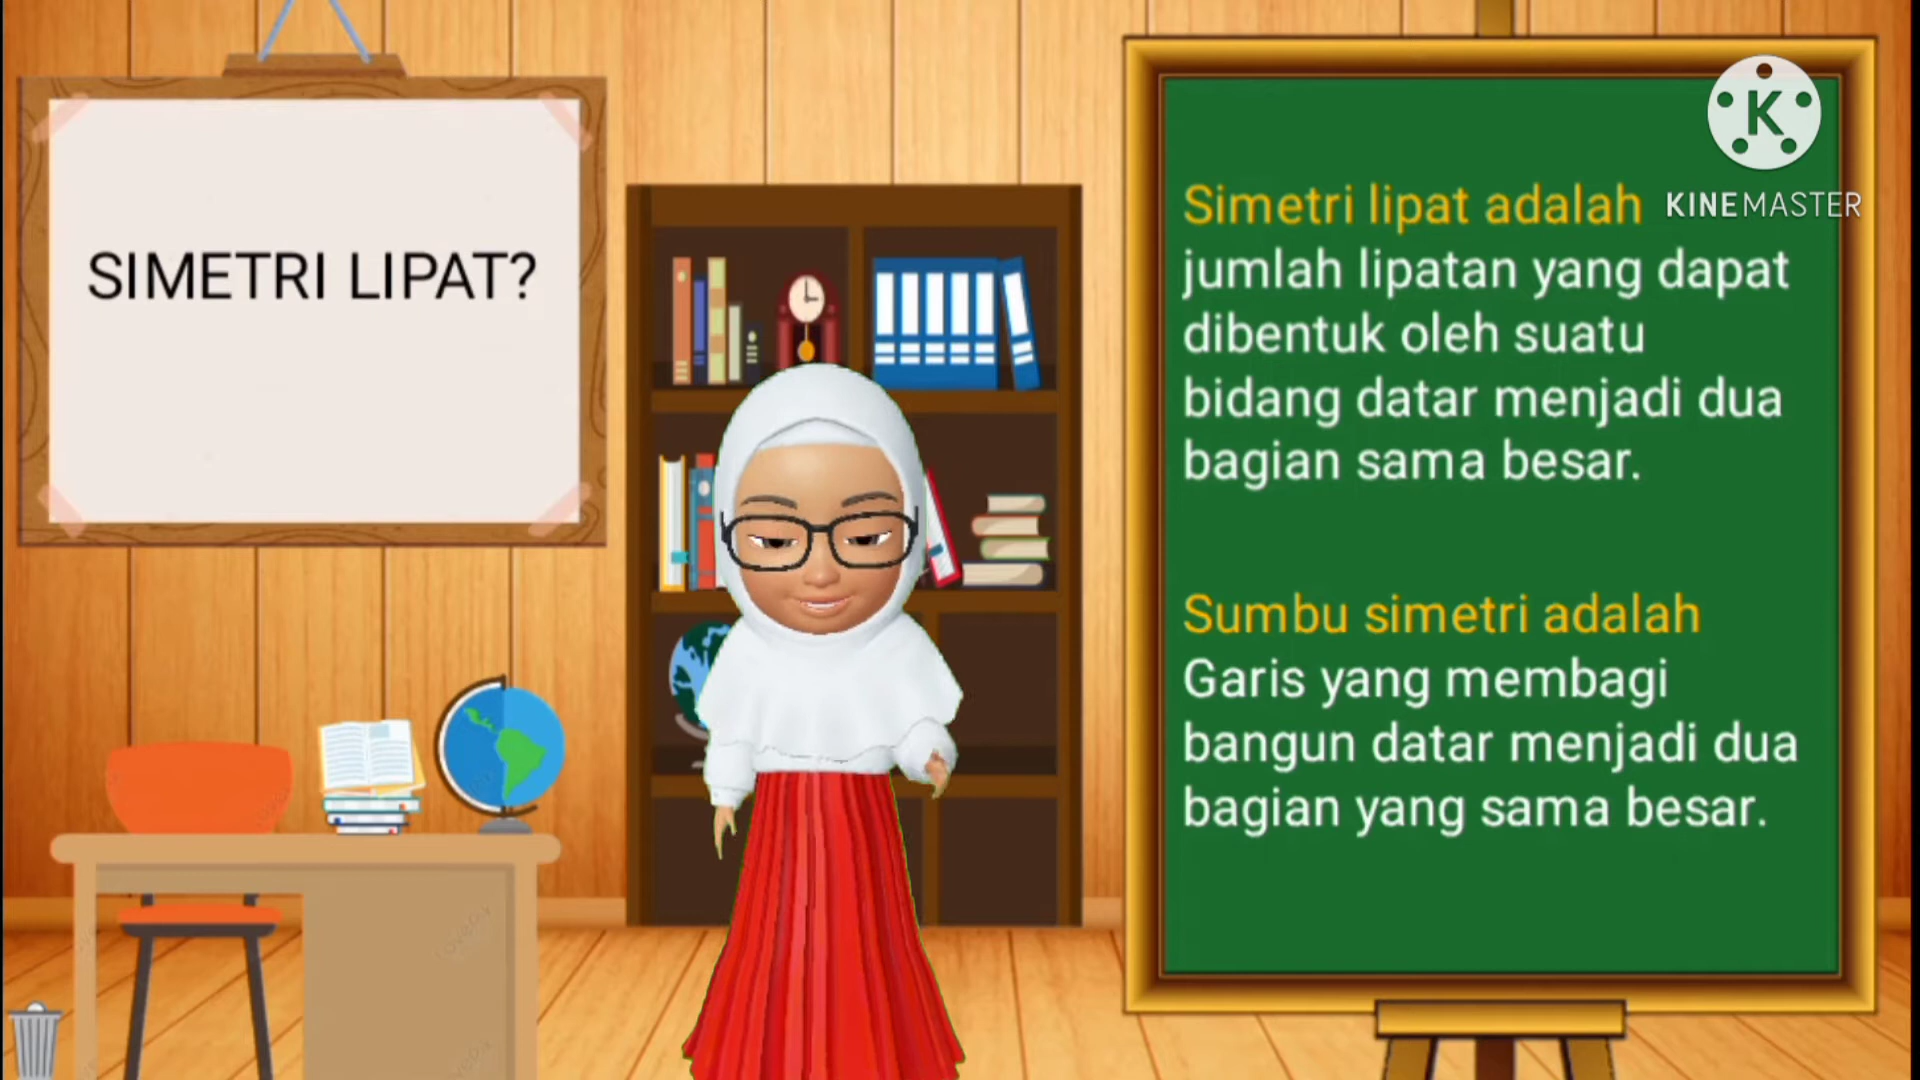 SIMETRI LIPAT?
K
KINEMASTER
Simetri lipat adalah
jumlah lipatan yang dapat
dibentuk oleh suatu
bidang datar menjadi dua
bagian sama besar.
Sumbu simetri adalah
Garis yang membagi
bangun datar menjadi dua
bagian yang sama besar.